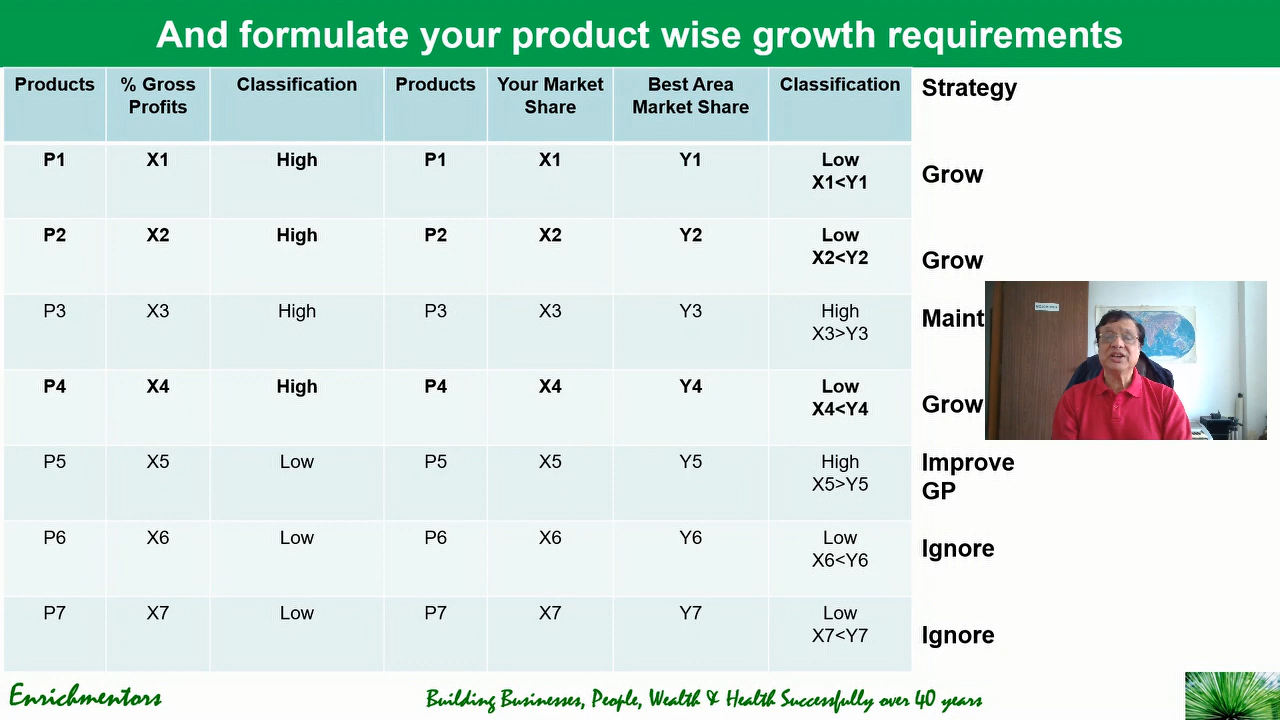 And formulate your product wise growth requirements
Products % Gross Profits Classification Products Your Market Share Best Area Market Share Classification Strategy
P1 X1 High P1 X1 Y1 Low X1<Y1 Grow
P2 X2 High P2 X2 Y2 Low X2<Y2 Grow
P3 X3 High P3 X3 Y3 High X3>Y3 Maint
P4 X4 High P4 X4 Y4 Low X4<Y4 Grow
P5 X5 Low P5 X5 Y5 High X5>Y5 Improve GP
P6 X6 Low P6 X6 Y6 Low X6<Y6 Ignore
P7 X7 Low P7 X7 Y7 Low X7<Y7 Ignore
Enrichmentors Building Businesses, People, Wealth & Health Successfully over 40 years